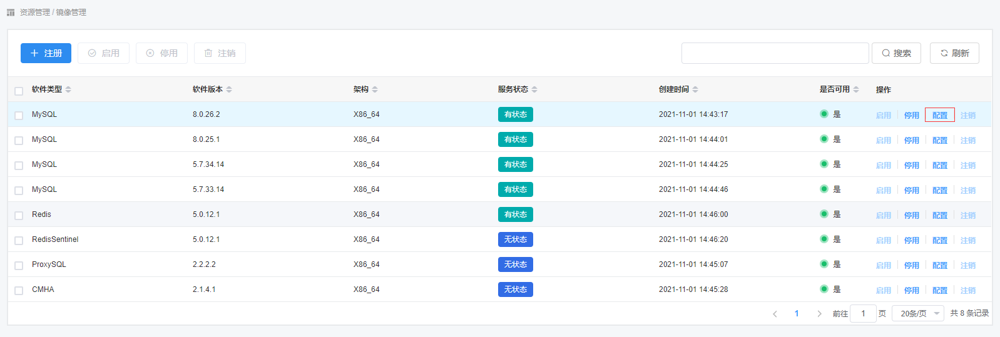 资源管理 / 镜像管理
注册 启用 停用 注销 搜索 刷新
软件类型 软件版本 架构 服务状态 创建时间 是否可用 操作
MySQL 8.0.26.2 X86_64 有状态 2021-11-01 14:43:17 是 启用 停用 配置 注销
MySQL 8.0.25.1 X86_64 有状态 2021-11-01 14:44:01 是 启用 停用 配置 注销
MySQL 5.7.34.14 X86_64 有状态 2021-11-01 14:44:25 是 启用 停用 配置 注销
MySQL 5.7.33.14 X86_64 有状态 2021-11-01 14:44:46 是 启用 停用 配置 注销
Redis 5.0.12.1 X86_64 有状态 2021-11-01 14:46:00 是 启用 停用 配置 注销
RedisSentinel 5.0.12.1 X86_64 无状态 2021-11-01 14:46:20 是 启用 停用 配置 注销
ProxySQL 2.2.2.2 X86_64 无状态 2021-11-01 14:45:07 是 启用 停用 配置 注销
CMHA 2.1.4.1 X86_64 无状态 2021-11-01 14:45:28 是 启用 停用 配置 注销
1 前往 1 页 20条/页 共 8 条记录